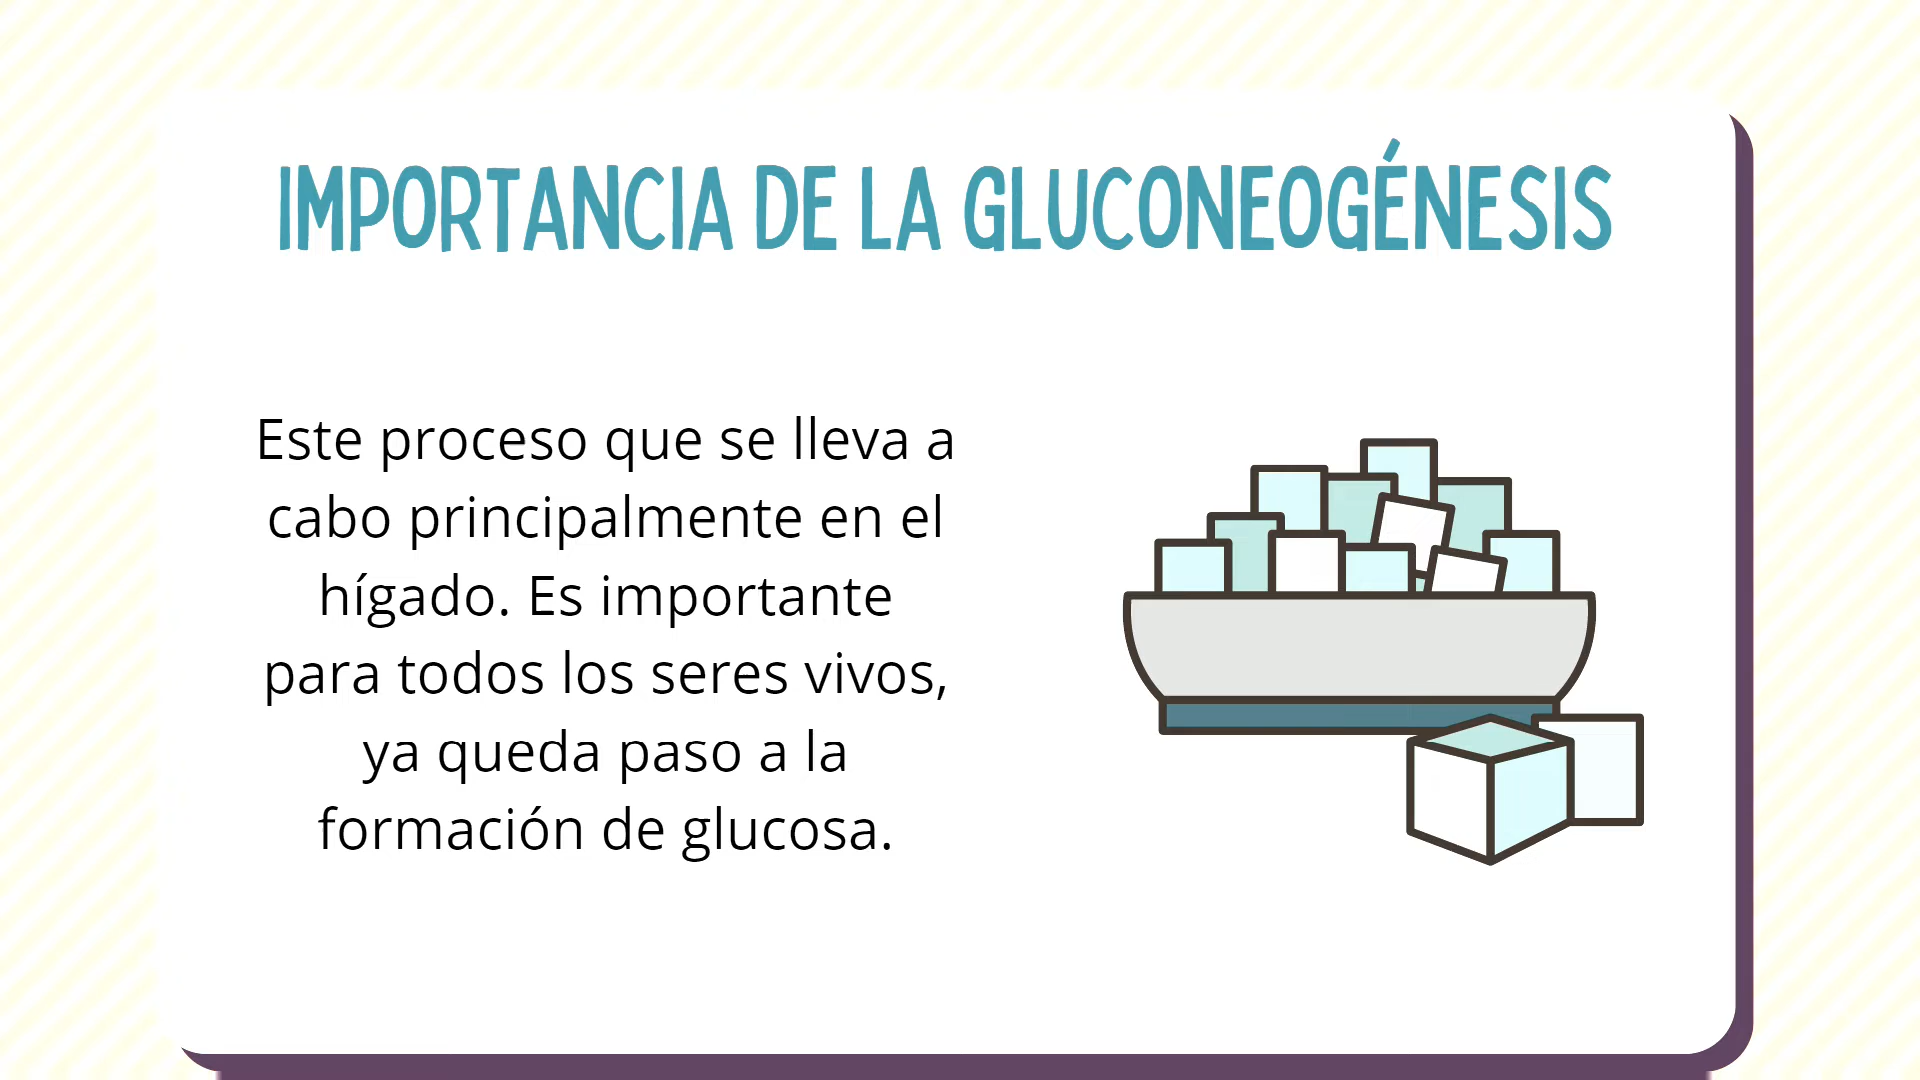 IMPORTANCIA DE LA GLUCONEOGÉNESIS
Este proceso que se lleva a
cabo principalmente en el
hígado. Es importante
para todos los seres vivos,
ya queda paso a la
formación de glucosa.